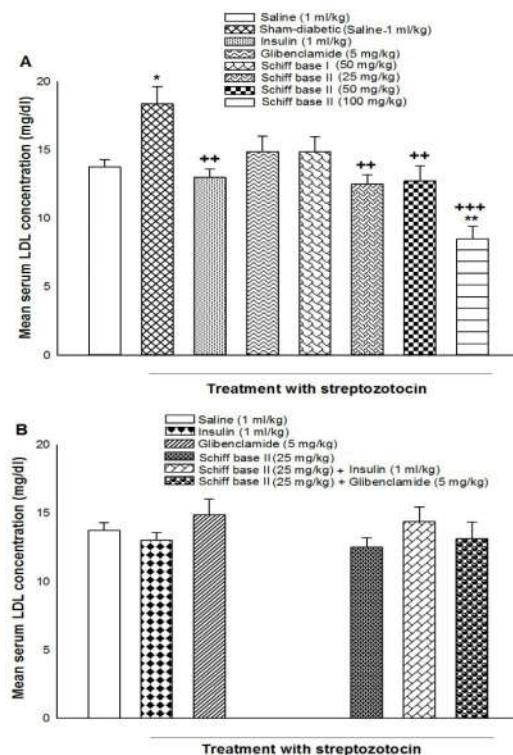 Saline (1 ml/kg)
Sham-diabetic (Saline-1 ml/kg)
Insulin (1 ml/kg)
Glibenclamide (5 mg/kg)
Schiff base I (50 mg/kg)
Schiff base II (25 mg/kg)
Schiff base II (50 mg/kg)
Schiff base II (100 mg/kg)
A
Mean serum LDL concentration (mg/dl)
20
15
10
5
0
*
++
++
++
+++
**
Treatment with streptozotocin
B
Saline (1 ml/kg)
Insulin (1 ml/kg)
Glibenclamide (5 mg/kg)
Schiff base II (25 mg/kg)
Schiff base II (25 mg/kg) + Insulin (1 ml/kg)
Schiff base II (25 mg/kg) + Glibenclamide (5 mg/kg)
Mean serum LDL concentration (mg/dl)
20
15
10
5
0
Treatment with streptozotocin